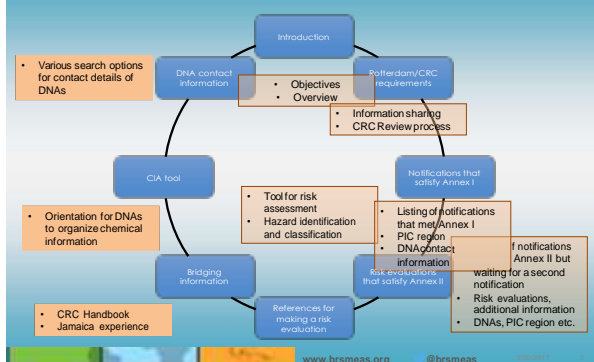 Introduction
• Various search options
for contact details of
DNAs
DNA contact
information
• Objectives
• Overview
Rotterdam/CRC
requirements
• Information sharing
• CRC Review process
CIA tool
Notifications that
satisfy Annex I
• Tool for risk
assessment
• Hazard identification
and classification
• Listing of notifications
that met Annex I
• PIC region
• DNA contact
information
• Orientation for DNAs
to organize chemical
information
f notifications
Annex II but
waiting for a second
notification
• Risk evaluations,
additional information
• DNAs, PIC region etc.
Bridging
information
Risk evaluations
that satisfy Annex II
References for
making a risk
evaluation
• CRC Handbook
• Jamaica experience
www.brsmeas.org
@brsmeas